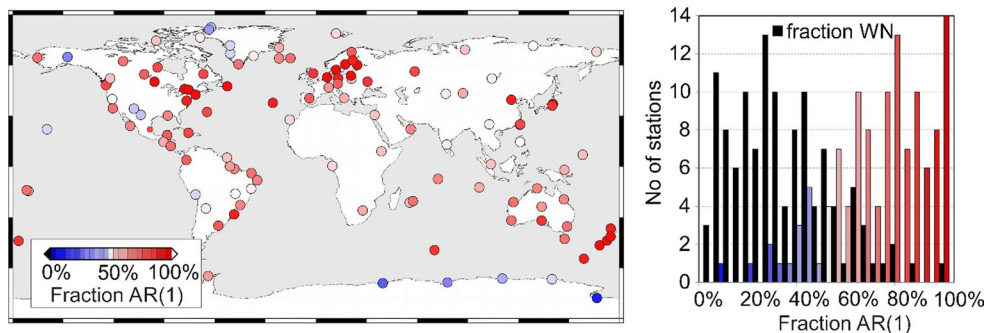 0% 50% 100%
Fraction AR(1)
No of stations
14
12
10
8
6
4
2
0
fraction WN
0% 20% 40% 60% 80% 100%
Fraction AR(1)